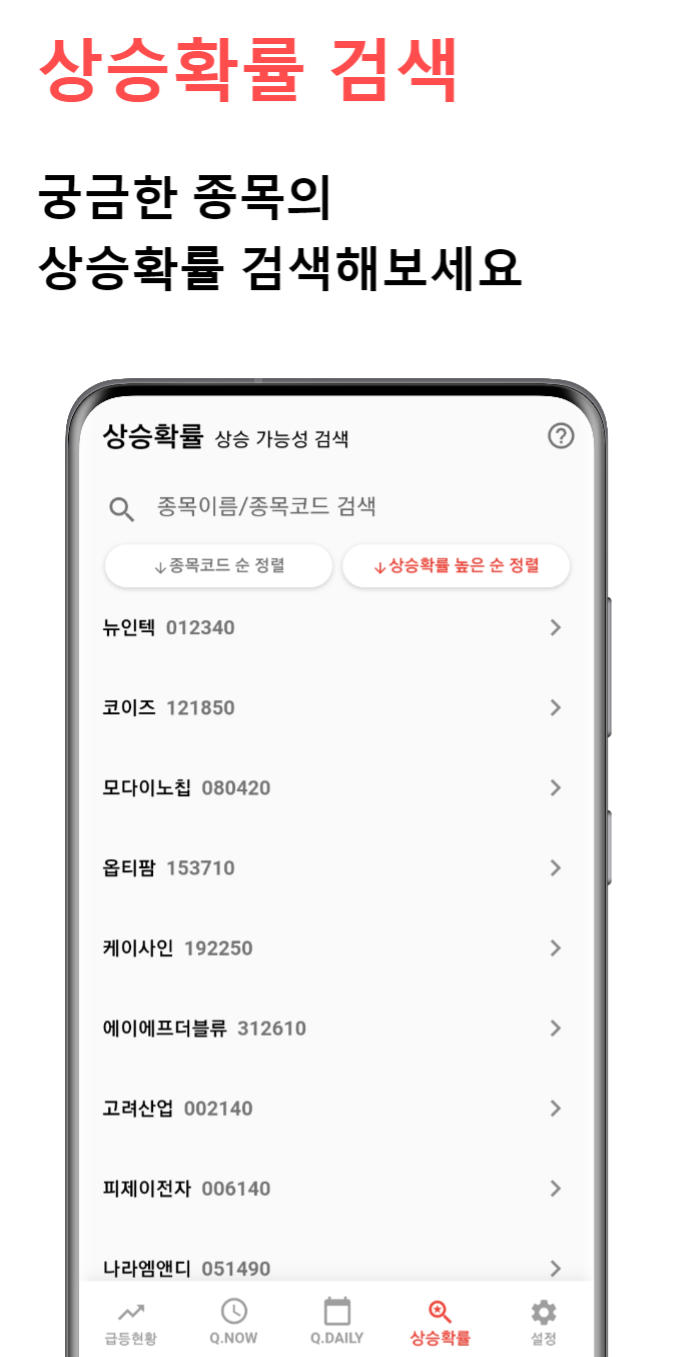 상승확률 검색
궁금한 종목의
상승확률 검색해보세요
상승확률 상승 가능성 검색
종목이름/종목코드 검색
↓종목코드 순 정렬 ↓상승확률 높은 순 정렬
뉴인텍 012340
코이즈 121850
모다이노칩 080420
옵티팜 153710
케이사인 192250
에이에프더블류 312610
고려산업 002140
피제이전자 006140
나라엠앤디 051490
급등현황 Q.NOW Q.DAILY 상승확률 설정